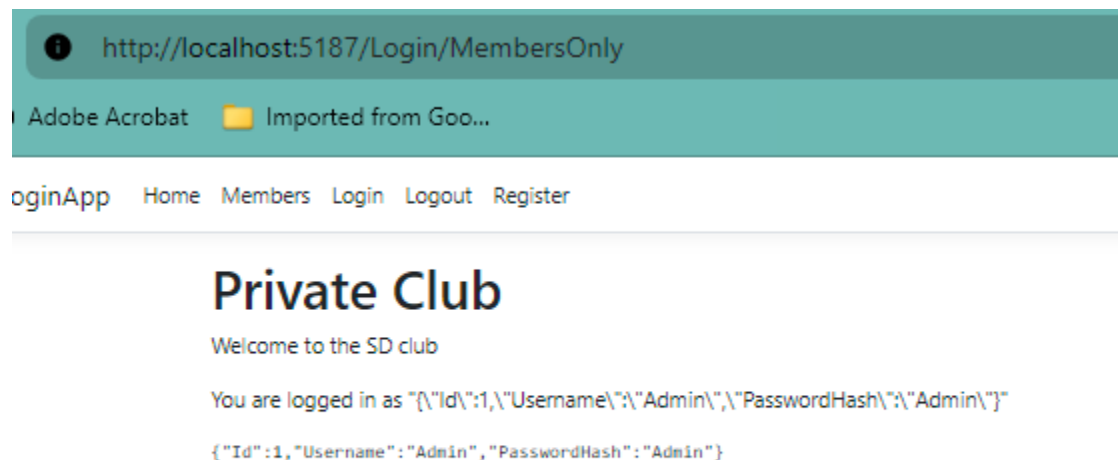 http://localhost:5187/Login/MembersOnly
Adobe Acrobat Imported from Goo...
oginApp Home Members Login Logout Register
Private Club
Welcome to the SD club
You are logged in as "{\"Id\":1,\"Username\":\"Admin\",\"PasswordHash\":\"Admin\"}"
{"Id":1,"Username":"Admin","PasswordHash":"Admin"}